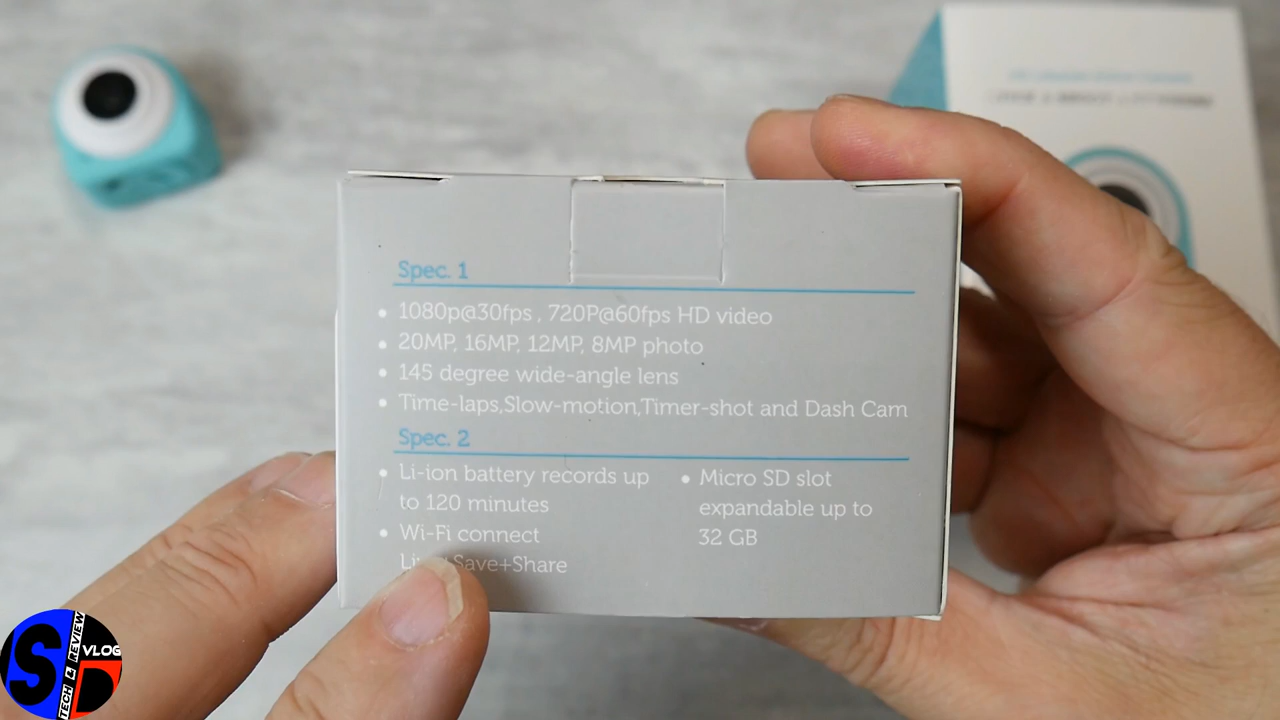 Spec. 1
• 1080p@30fps , 720P@60fps HD video
• 20MP, 16MP, 12MP, 8MP photo
• 145 degree wide-angle lens
• Time-laps,Slow-motion,Timer-shot and Dash Cam
Spec. 2
• Li-ion battery records up
to 120 minutes
• Wi-Fi connect
Save+Share
• Micro SD slot
expandable up to
32 GB
SD
TECH & REVIEW
VLOG